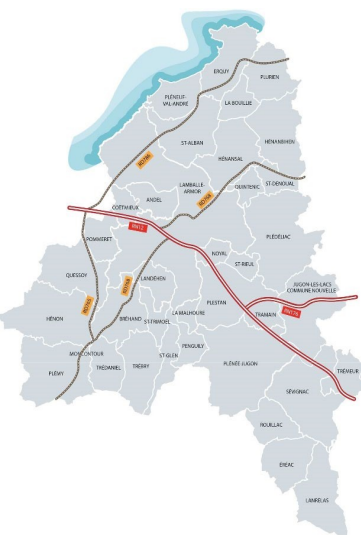 ERQUY
PLURIEN
PLÉNEUF-
VAL-ANDRÉ
LA BOUILLIE
ST-ALBAN
HÉNANBIHEN
HÉNANSAL
LAMBALLE-
ARMOR
QUINTENIC
ST-DENOUAL
ANDEL
COËTMIEUX
RN12
POMMERET
NOYAL
PLÉDÉLIAC
ST-RIEUL
QUESSOY
LANDÉHEN
JUGON-LES-LACS
COMMUNE NOUVELLE
PLESTAN
TRAMAIN
RN176
HÉNON
BRÉHAND
ST-TRIMOËL
LA MALHOURE
PENGUILY
MONCONTOUR
ST-GLEN
PLÉMY
TRÉDANIEL
TRÉBRY
PLÉNÉE-JUGON
TRÉMEUR
SÉVIGNAC
ROUILLAC
ÉRÉAC
LANRELAS